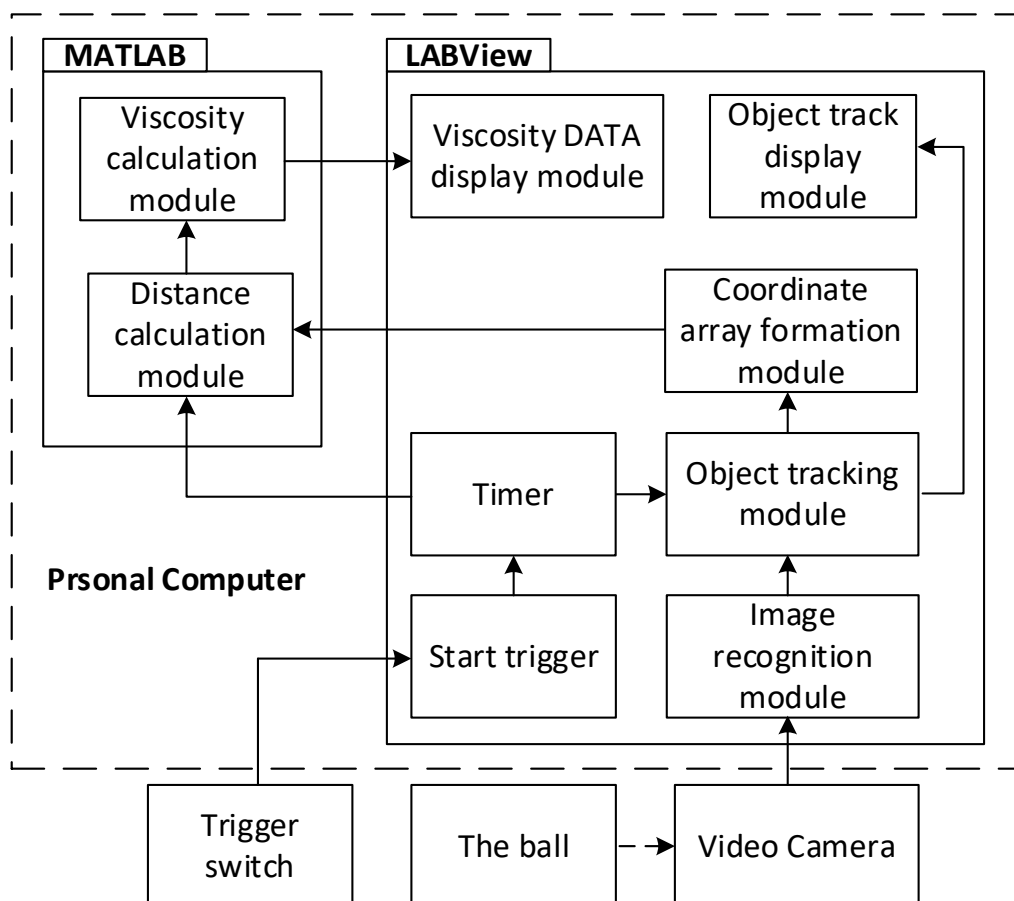 MATLAB
LABView
Viscosity
calculation
module
Viscosity DATA
display module
Object track
display
module
Distance
calculation
module
Coordinate
array formation
module
Timer
Object tracking
module
Prsonal Computer
Start trigger
Image
recognition
module
Trigger
switch
The ball
Video Camera